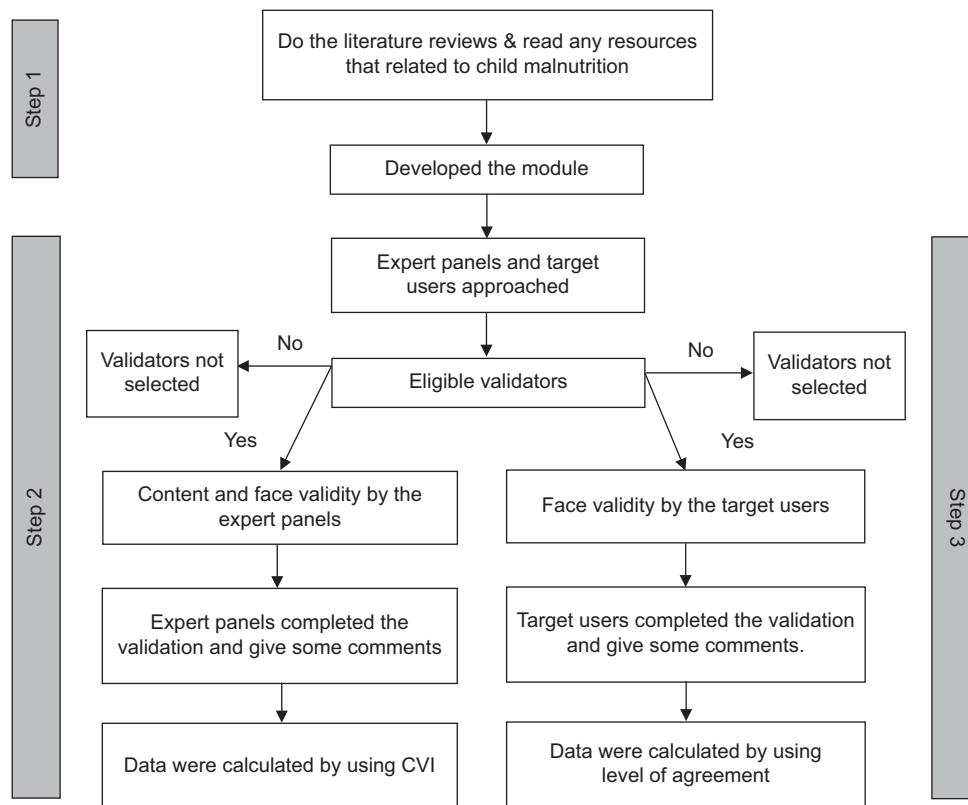 Step 1
Do the literature reviews & read any resources
that related to child malnutrition
Developed the module
Step 2
Step 3
Expert panels and target
users approached
Validators not
selected
No
Eligible validators
No
Validators not
selected
Yes
Yes
Content and face validity by the
expert panels
Face validity by the target users
Expert panels completed the
validation and give some comments
Target users completed the validation
and give some comments.
Data were calculated by using CVI
Data were calculated by using
level of agreement